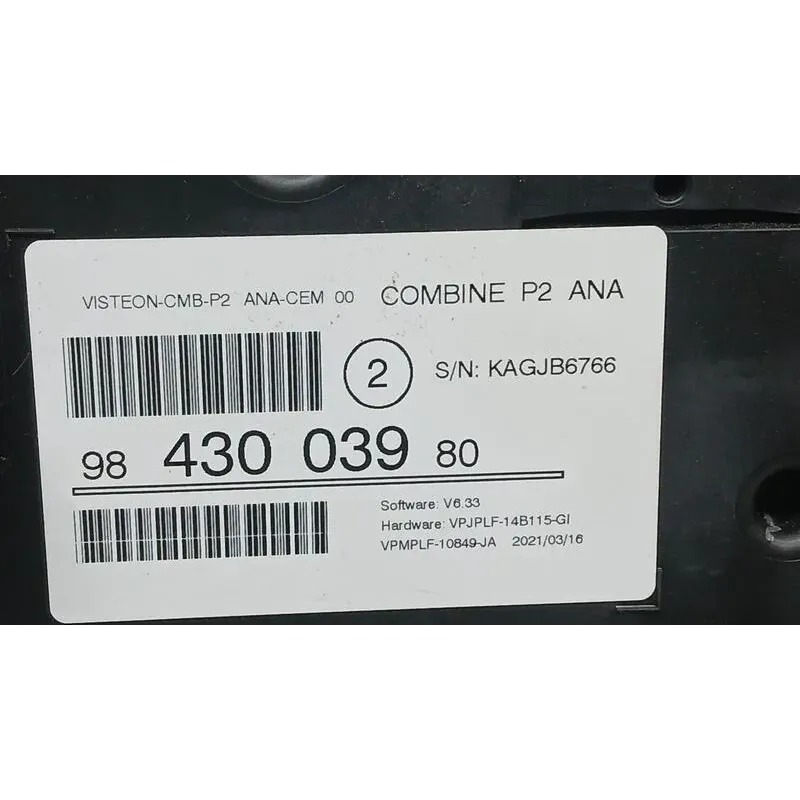 VISTEON-CMB-P2 ANA-CEM 00 COMBINE P2 ANA
2 S/N: KAGJB6766
98 430 039 80
Software: V6.33
Hardware: VPJPLF-14B115-GI
VPMPLF-10849-JA 2021/03/16